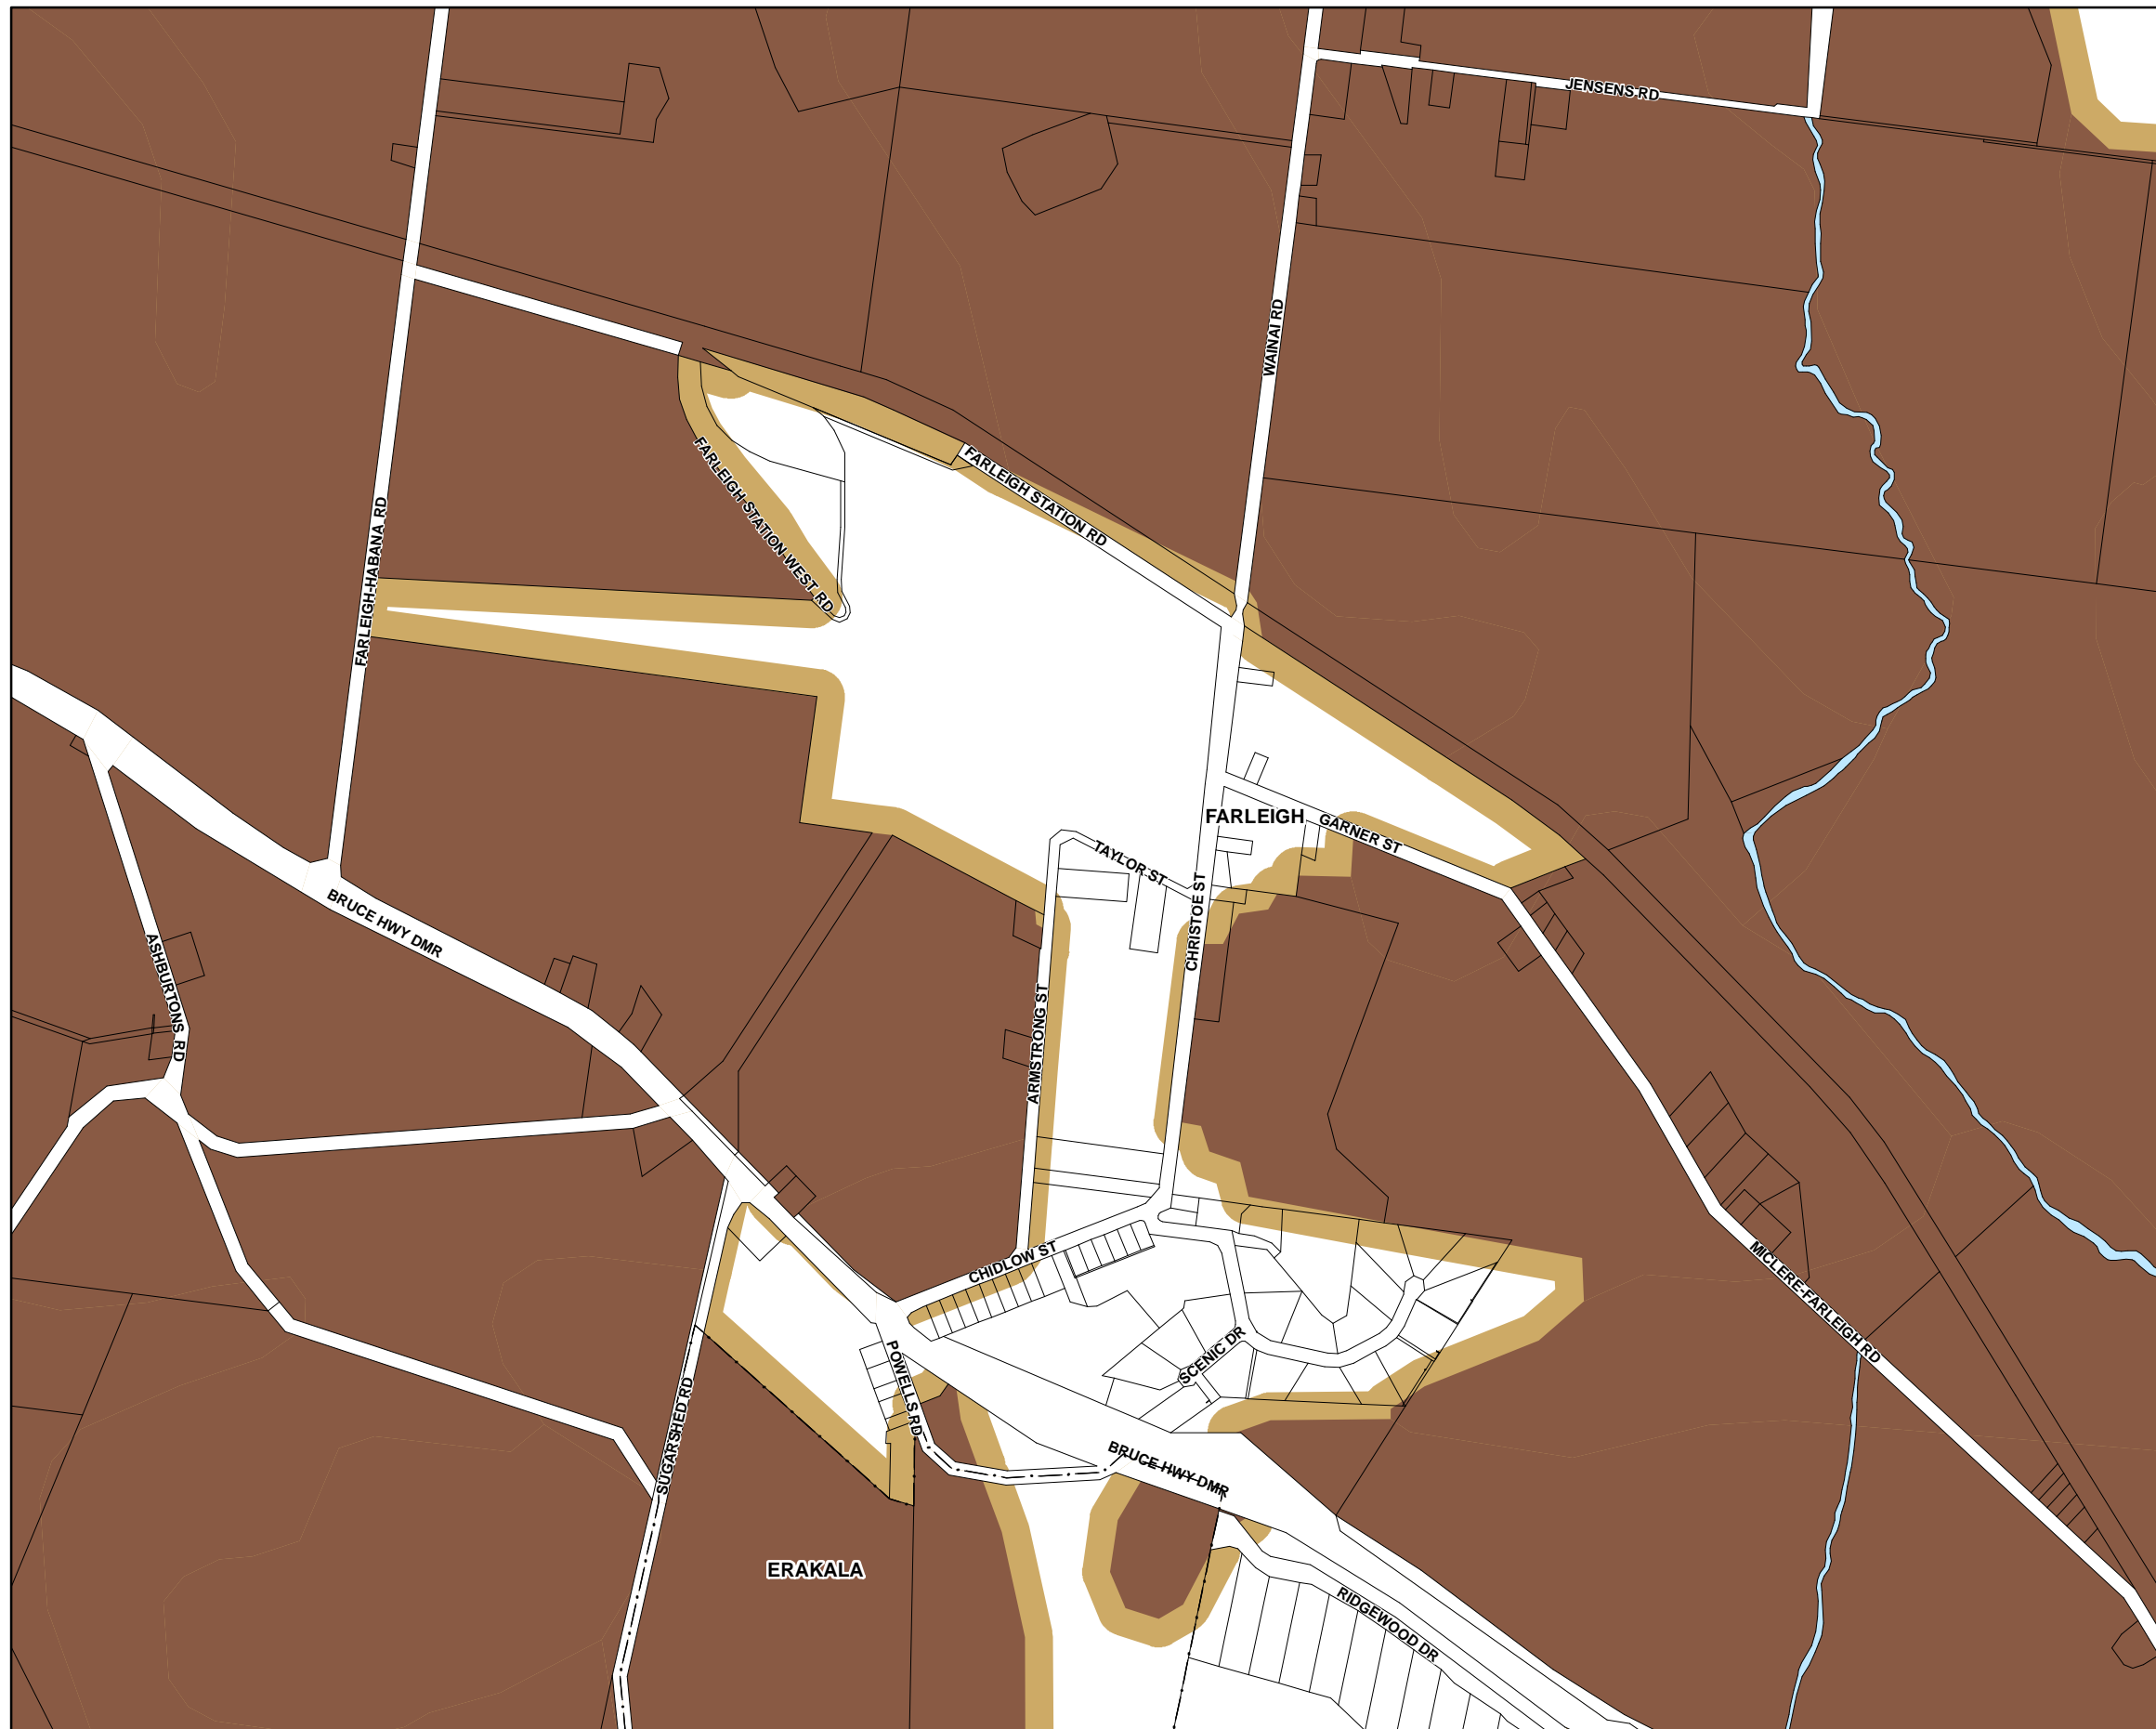 JENSENS RD
WAINAI RD
FARLEIGH STATION RD
FARLEIGH STATION WEST RD
FARLEIGH-HABANA RD
FARLEIGH
GARNER ST
TAYLOR ST
BRUCE HWY DMR
CHRISTOE ST
ASHBURTONS RD
ARMSTRONG ST
CHIDLOW ST
MICLERE-FARLEIGH RD
SCENIC DR
POWELLS RD
SUGARSHED RD
BRUCE HWY DMR
ERAKALA
RIDGEWOOD DR